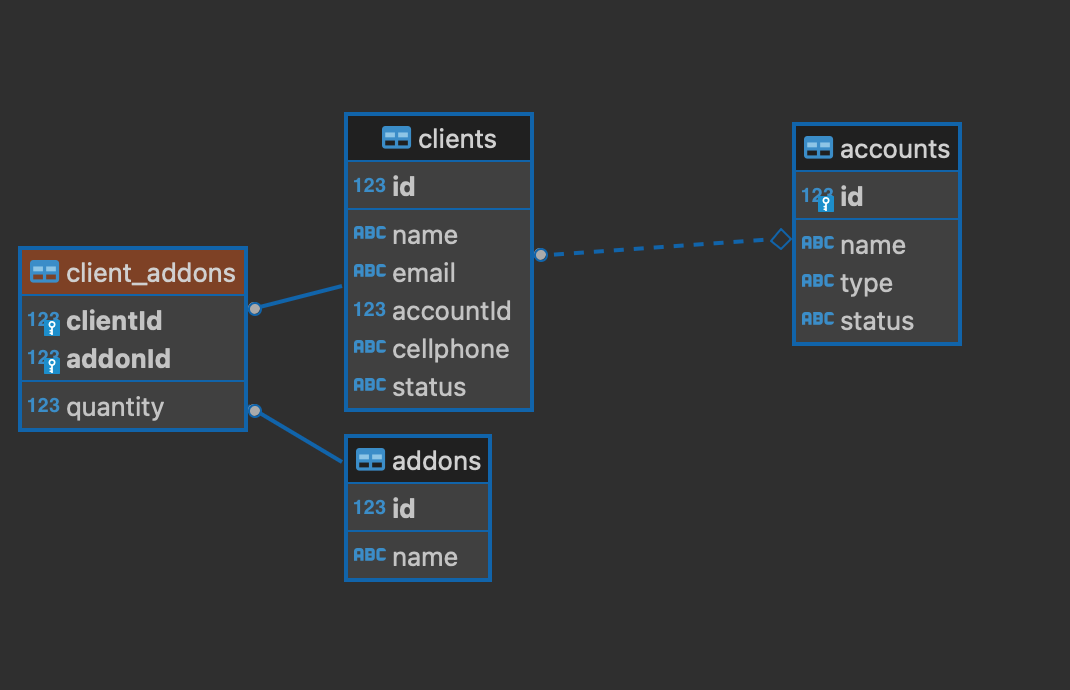 client_addons
123 clientId
123 addonId
123 quantity
clients
123 id
ABC name
ABC email
123 accountId
ABC cellphone
ABC status
addons
123 id
ABC name
accounts
123 id
ABC name
ABC type
ABC status